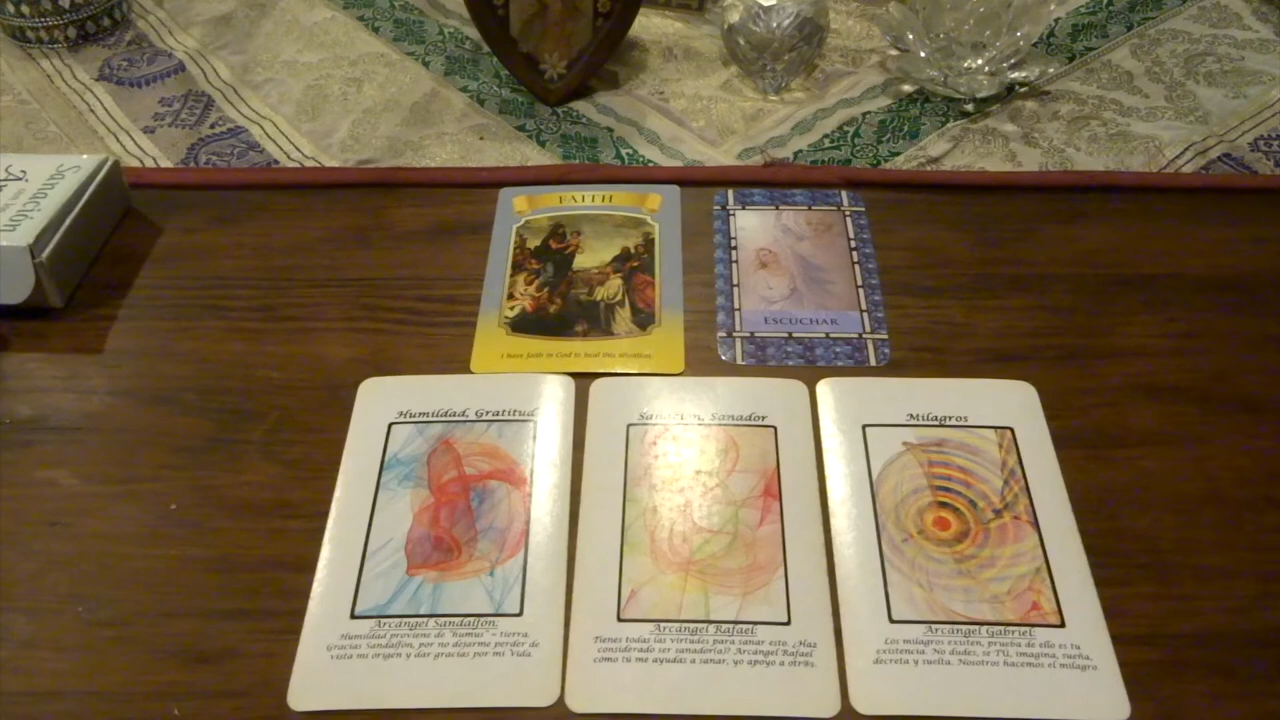 Sanación
FAITH
I have faith in God to heal this situation.
ESCUCHAR
Humildad, Gratitud
Arcángel Sandalfón:
Humildad proviene de "humus" = tierra.
Gracias Sandalfón, por no dejarme perder de
vista mi origen y dar gracias por mi Vida.
Sanación, Sanador
Arcángel Rafael:
Tienes todas las virtudes para sanar esto. ¿Haz
considerado ser sanador(a)? Arcángel Rafael
cómo tú me ayudas a sanar, yo apoyo a otr@s.
Milagros
Arcángel Gabriel:
Los milagros existen, prueba de ello es tu
existencia. No dudes, se TÚ, imagina, sueña,
decreta y suelta. Nosotros hacemos el milagro.